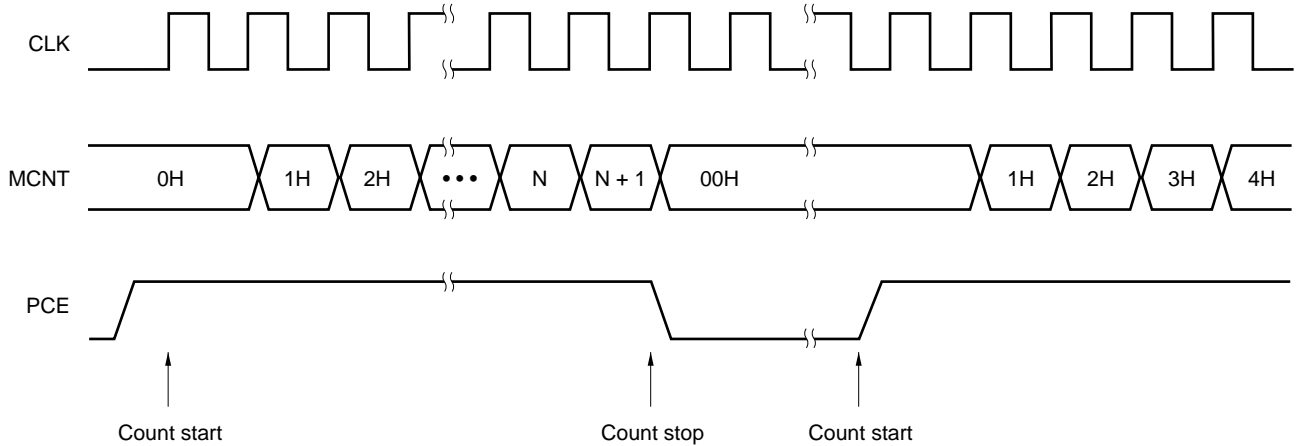 CLK
MCNT 0H 1H 2H ••• N N + 1 00H 1H 2H 3H 4H
PCE
Count start Count stop Count start